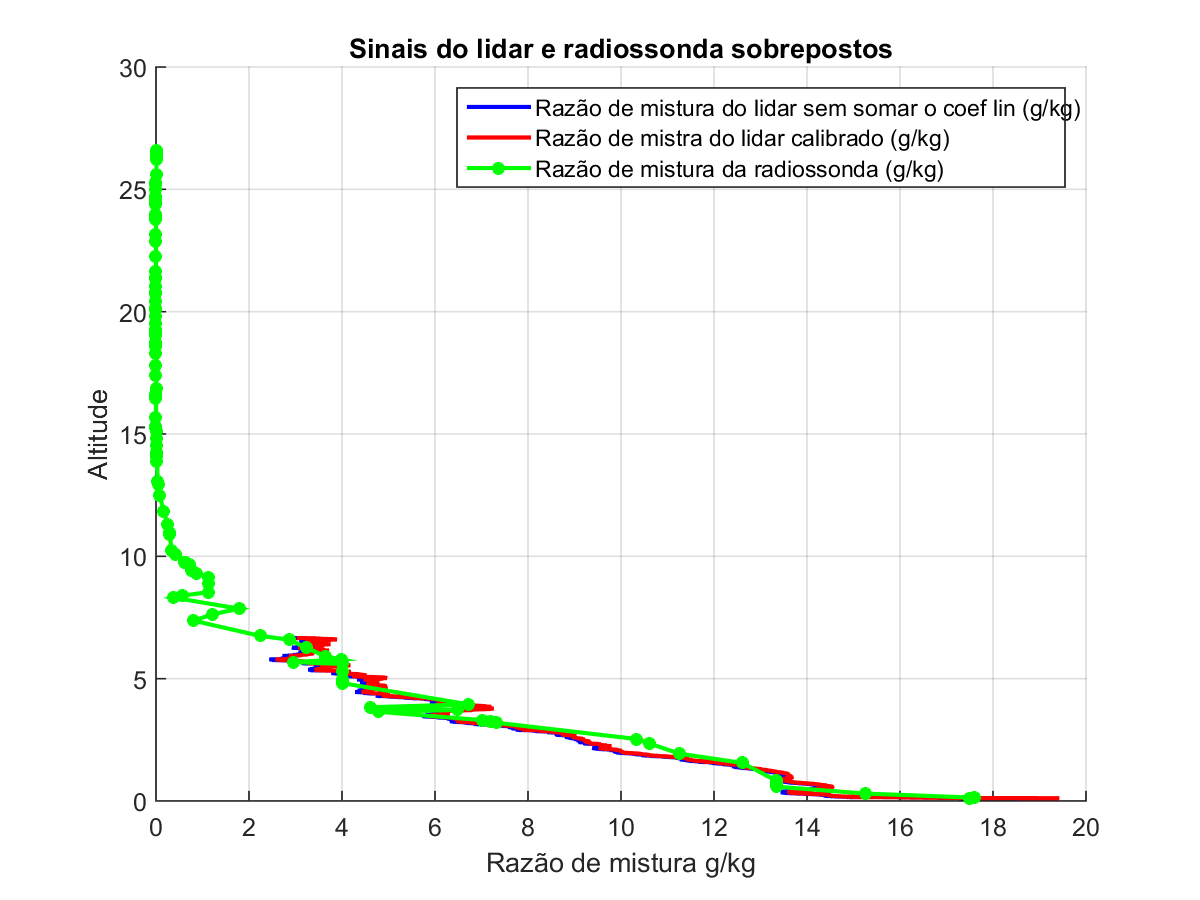 Sinais do lidar e radiossonda sobrepostos
30
Razão de mistura do lidar sem somar o coef lin (g/kg)
Razão de mistra do lidar calibrado (g/kg)
Razão de mistura da radiossonda (g/kg)
25
20
15
10
5
0
Altitude
0 2 4 6 8 10 12 14 16 18 20
Razão de mistura g/kg